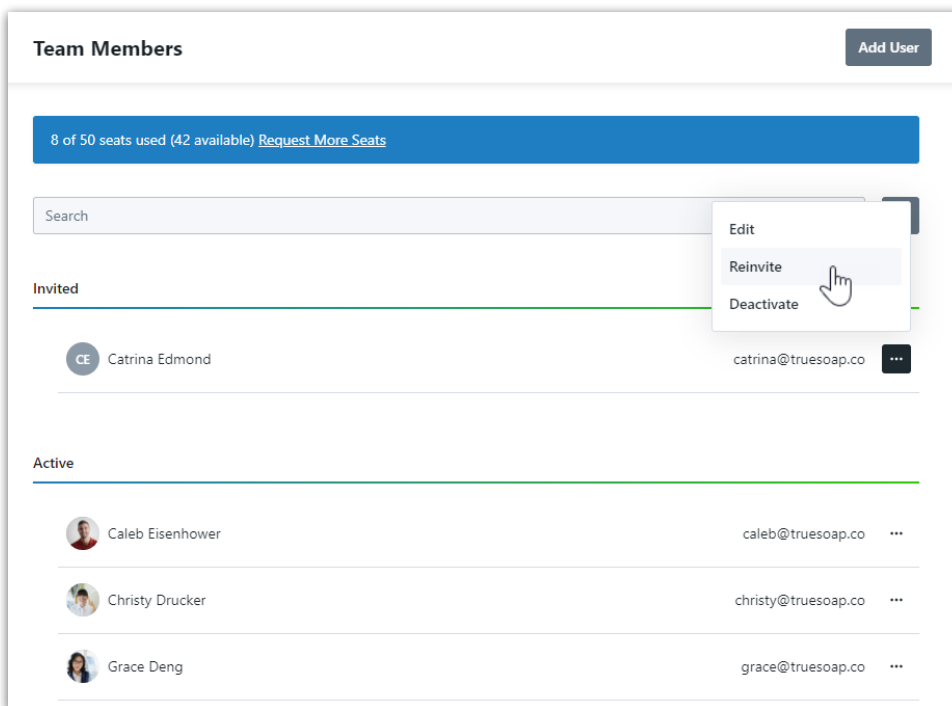 Team Members
Add User
8 of 50 seats used (42 available) Request More Seats
Search
Edit
Reinvite
Deactivate
Invited
CE Catrina Edmond catrina@truesoap.co ...
Active
Caleb Eisenhower caleb@truesoap.co ...
Christy Drucker christy@truesoap.co ...
Grace Deng grace@truesoap.co ...